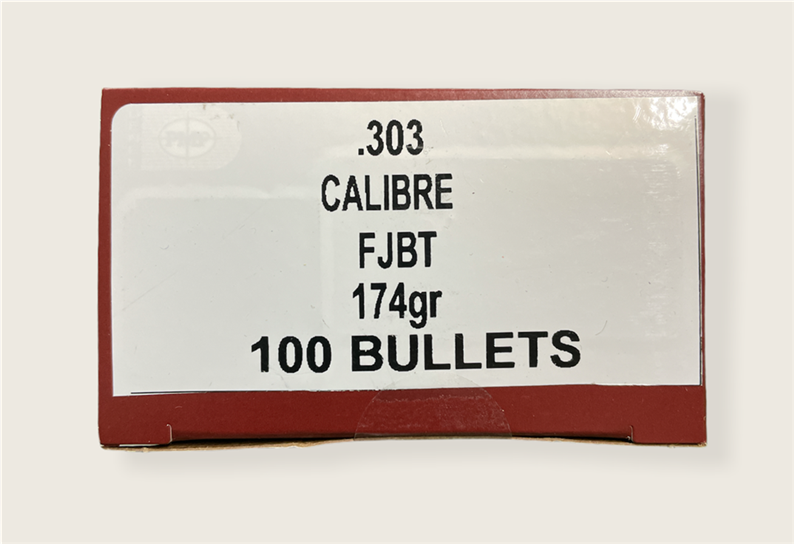 .303
CALIBRE
FJBT
174gr
100 BULLETS